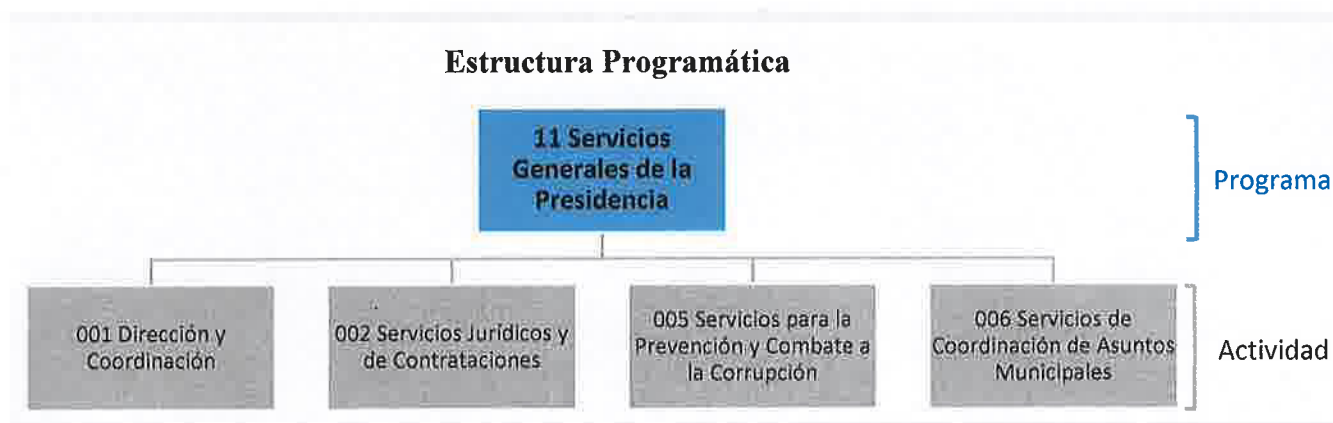 Estructura Programática
11 Servicios
Generales de la
Presidencia
Programa
001 Dirección y
Coordinación
002 Servicios Jurídicos y
de Contrataciones
005 Servicios para la
Prevención y Combate a
la Corrupción
006 Servicios de
Coordinación de Asuntos
Municipales
Actividad